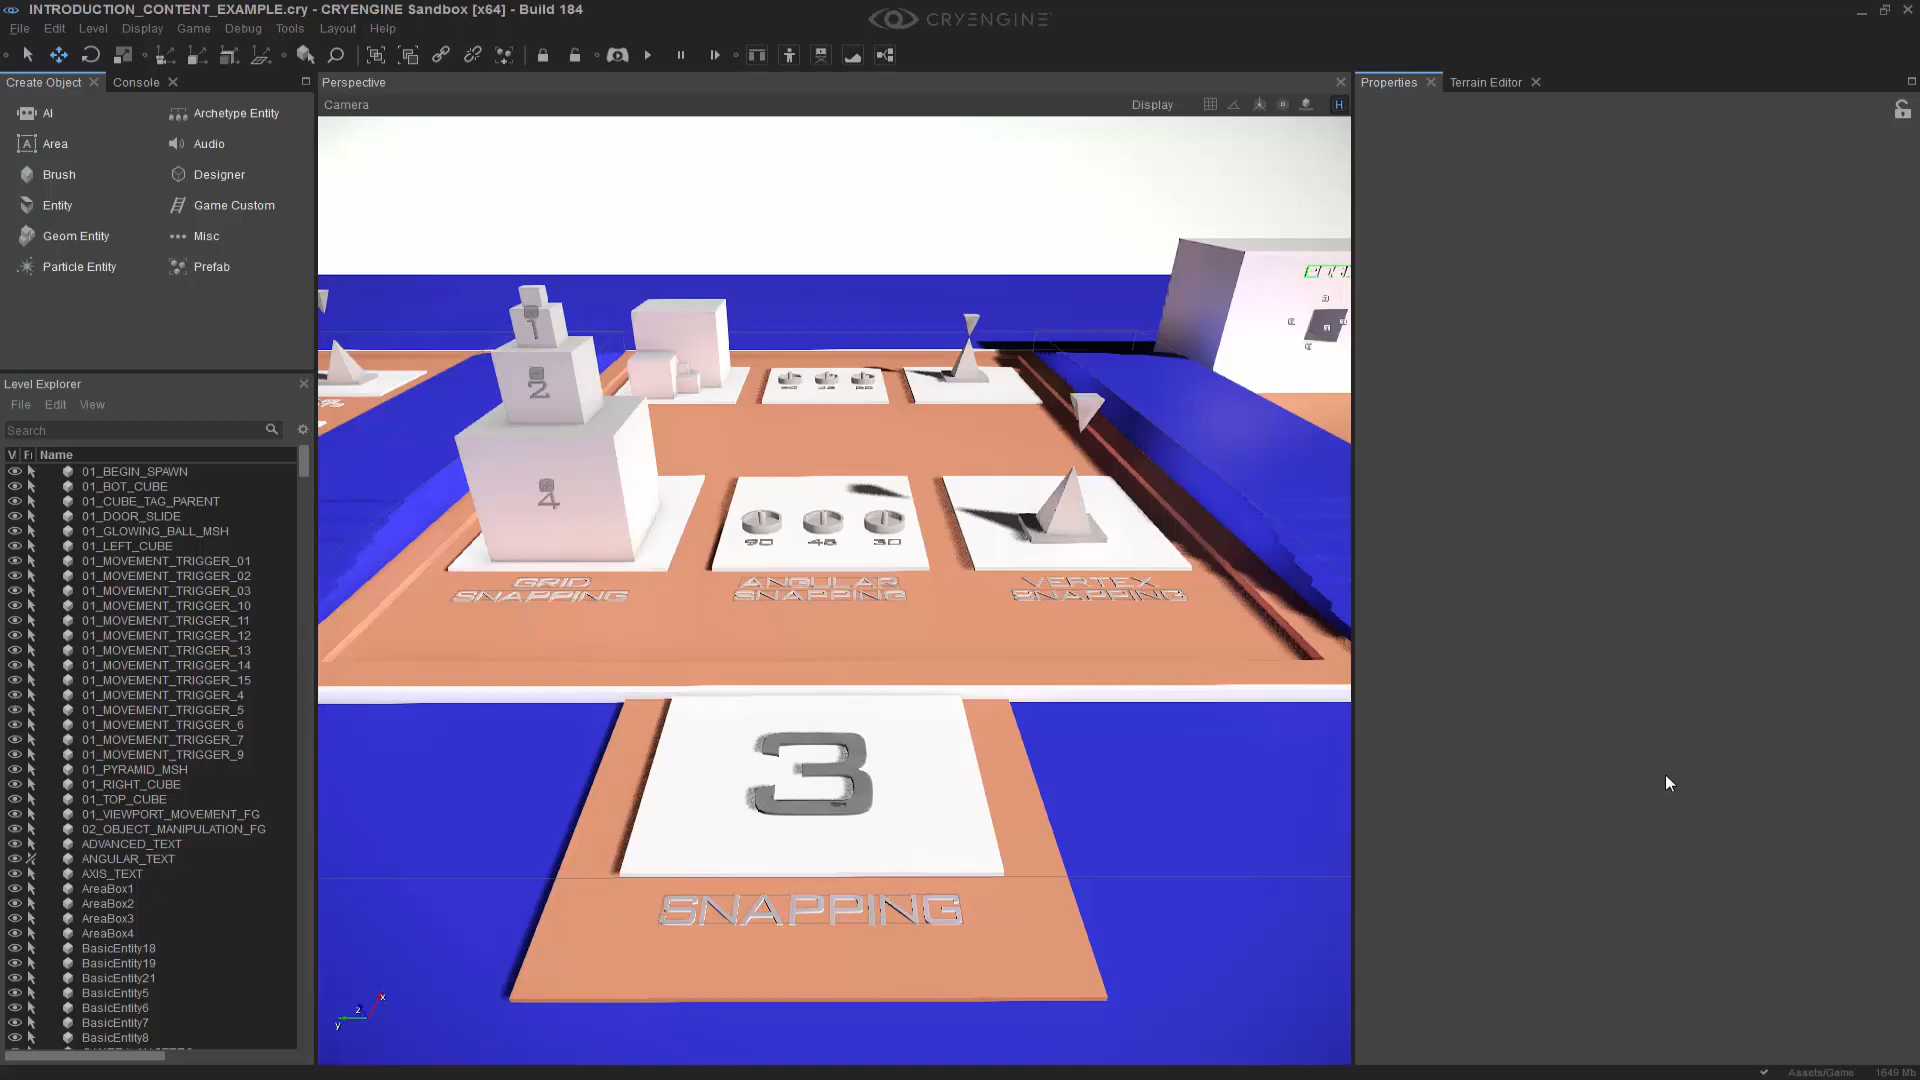 INTRODUCTION_CONTENT_EXAMPLE.cry - CRYENGINE Sandbox [x64] - Build 184
CRYENGINE
File Edit Level Display Game Debug Tools Layout Help
Create Object
Console
Perspective
Properties
Terrain Editor
Camera
Display
H
AI
Archetype Entity
Area
Audio
Brush
Designer
Entity
Game Custom
Geom Entity
Misc
Particle Entity
Prefab
Level Explorer
File Edit View
Search
V Fi Name
01_BEGIN_SPAWN
01_BOT_CUBE
01_CUBE_TAG_PARENT
01_DOOR_SLIDE
01_GLOWING_BALL_MSH
01_LEFT_CUBE
01_MOVEMENT_TRIGGER_01
01_MOVEMENT_TRIGGER_02
01_MOVEMENT_TRIGGER_03
01_MOVEMENT_TRIGGER_10
01_MOVEMENT_TRIGGER_11
01_MOVEMENT_TRIGGER_12
01_MOVEMENT_TRIGGER_13
01_MOVEMENT_TRIGGER_14
01_MOVEMENT_TRIGGER_15
01_MOVEMENT_TRIGGER_4
01_MOVEMENT_TRIGGER_5
01_MOVEMENT_TRIGGER_6
01_MOVEMENT_TRIGGER_7
01_MOVEMENT_TRIGGER_9
01_PYRAMID_MSH
01_RIGHT_CUBE
01_TOP_CUBE
01_VIEWPORT_MOVEMENT_FG
02_OBJECT_MANIPULATION_FG
ADVANCED_TEXT
ANGULAR_TEXT
AXIS_TEXT
AreaBox1
AreaBox2
AreaBox3
AreaBox4
BasicEntity18
BasicEntity19
BasicEntity21
BasicEntity5
BasicEntity6
BasicEntity7
BasicEntity8
1
2
4
90 45 30
GRID
SNAPPING
ANGULAR
SNAPPING
VERTEX
SNAPPING
3
SNAPPING
z
x
y
Assets/Game
1649 Mb